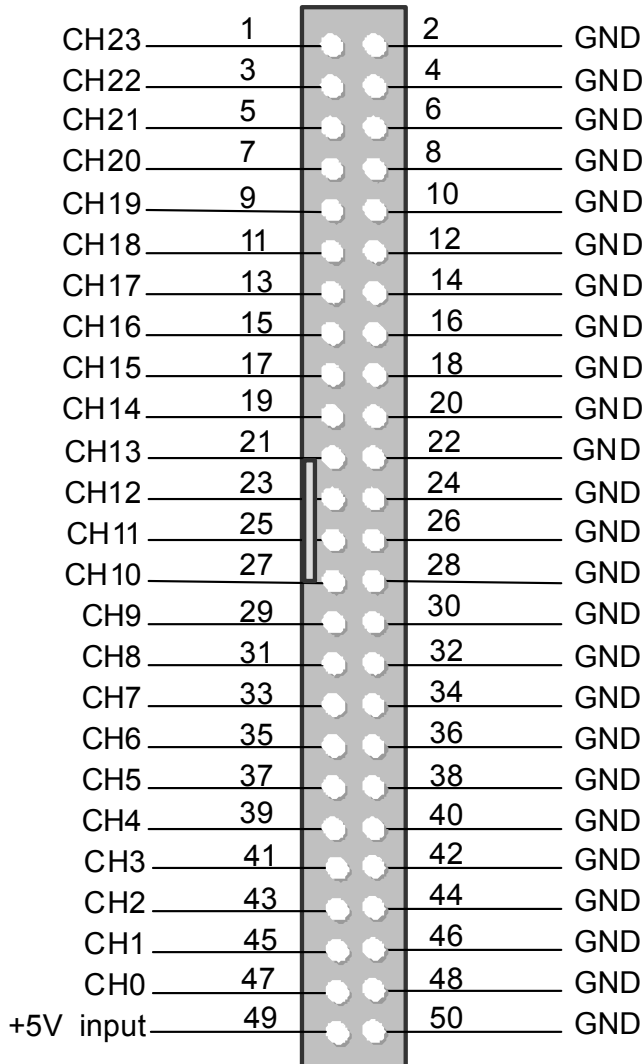 CH23 1 2 GND
CH22 3 4 GND
CH21 5 6 GND
CH20 7 8 GND
CH19 9 10 GND
CH18 11 12 GND
CH17 13 14 GND
CH16 15 16 GND
CH15 17 18 GND
CH14 19 20 GND
CH13 21 22 GND
CH12 23 24 GND
CH11 25 26 GND
CH10 27 28 GND
CH9 29 30 GND
CH8 31 32 GND
CH7 33 34 GND
CH6 35 36 GND
CH5 37 38 GND
CH4 39 40 GND
CH3 41 42 GND
CH2 43 44 GND
CH1 45 46 GND
CH0 47 48 GND
+5V input 49 50 GND